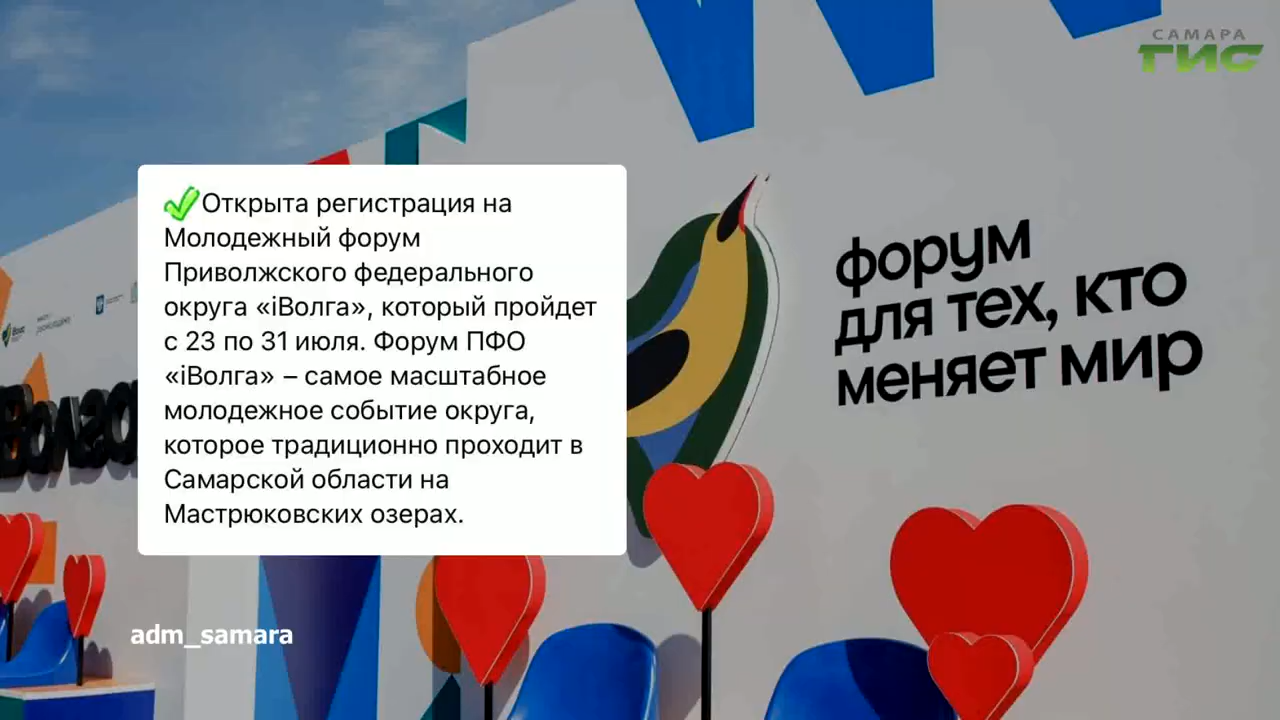 САМАРА
ГИС
Открыта регистрация на
Молодежный форум
Приволжского федерального
округа «iВолга», который пройдет
с 23 по 31 июля. Форум ПФО
«iВолга» – самое масштабное
молодежное событие округа,
которое традиционно проходит в
Самарской области на
Мастрюковских озерах.
форум
для тех, кто
меняет мир
adm_samara